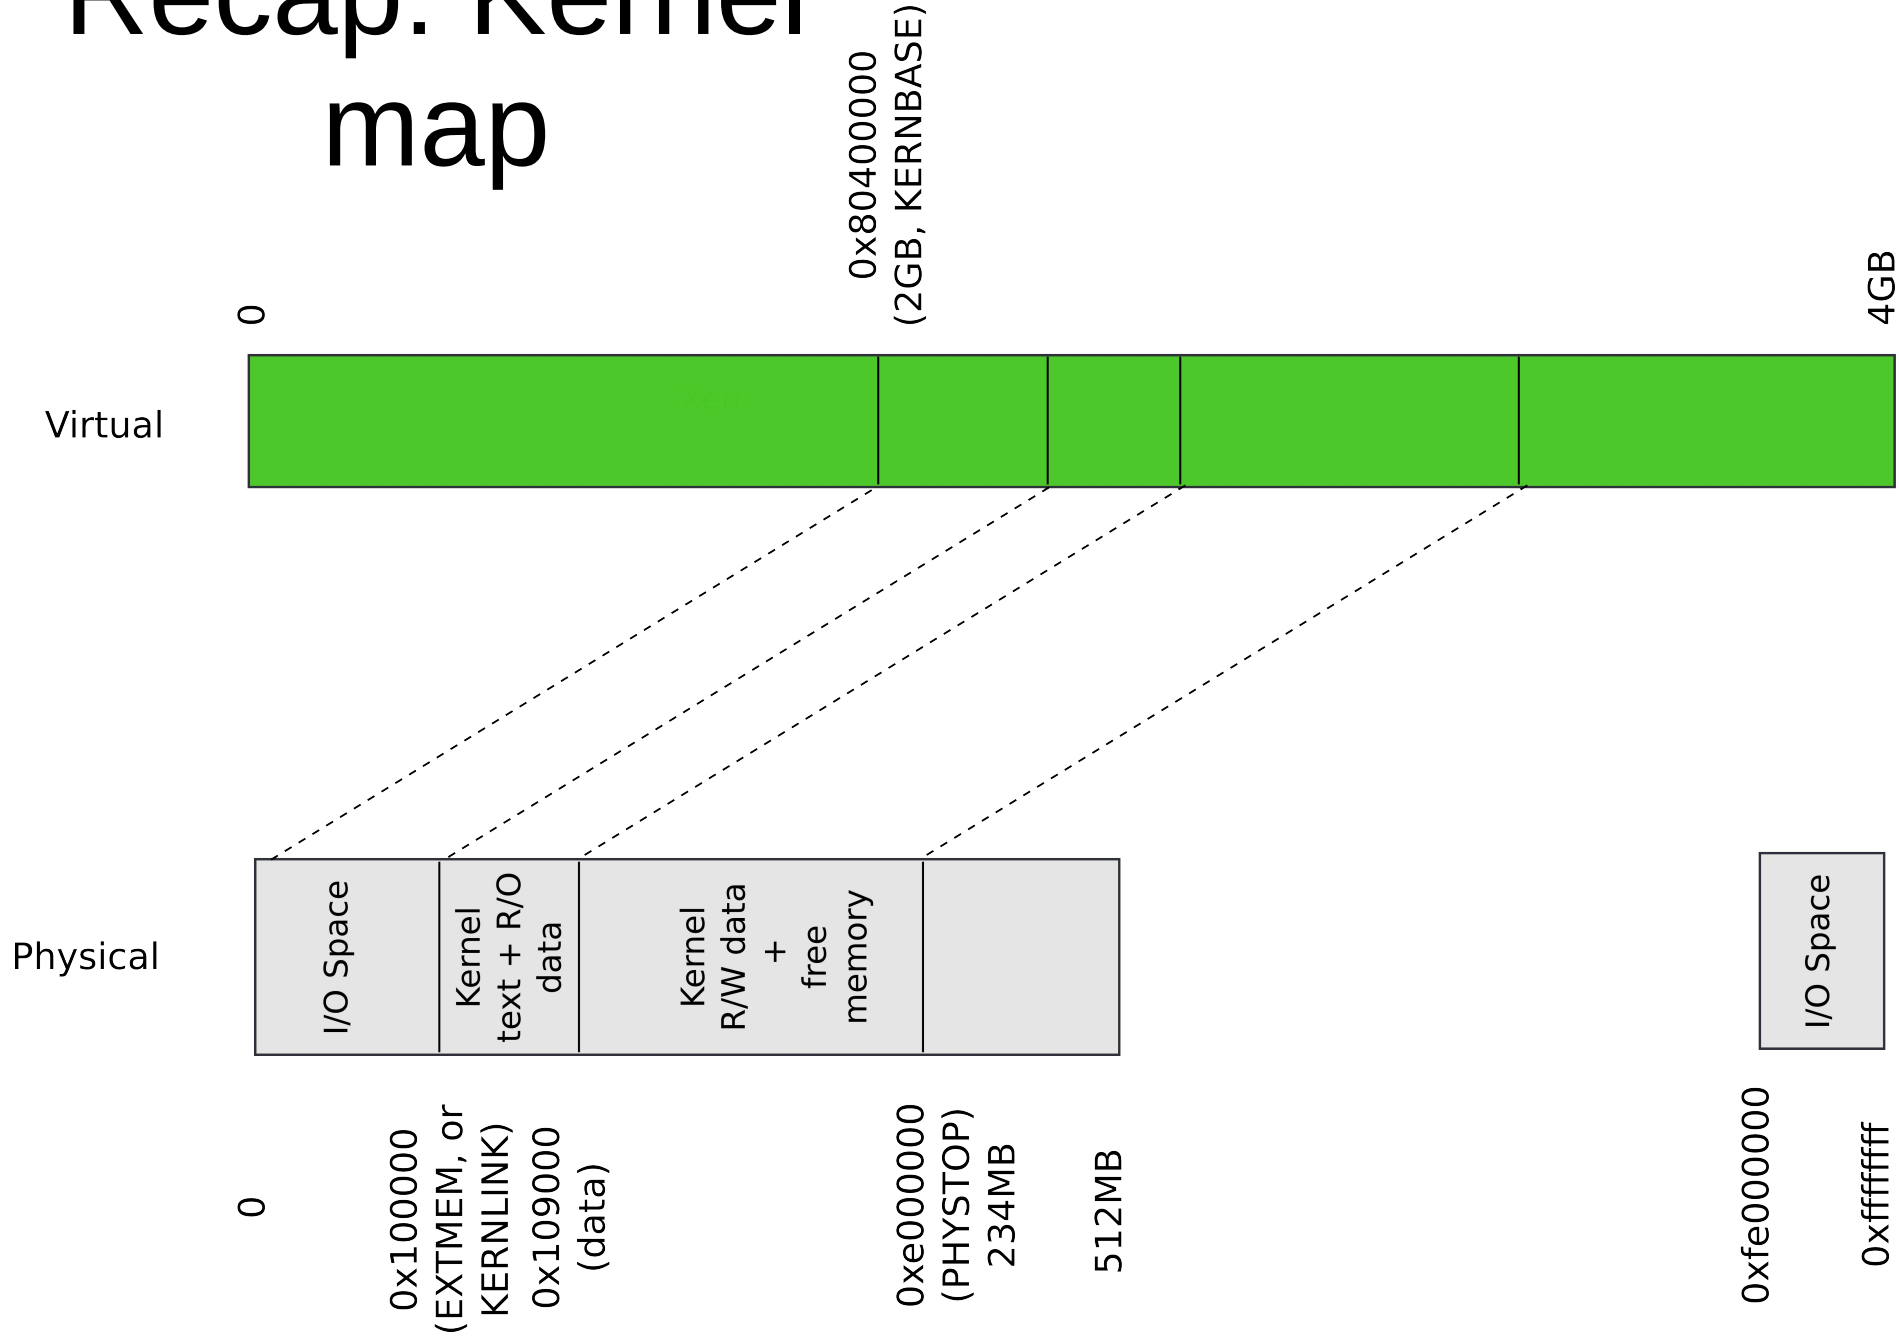 Recap: Kernel
map
0
0x80400000
(2GB, KERNBASE)
4GB
Virtual
Physical
I/O Space
Kernel
text + R/O
data
Kernel
R/W data
+
free
memory
I/O Space
0
0x100000
(EXTMEM, or
KERNLINK)
0x109000
(data)
0xe000000
(PHYSTOP)
234MB
512MB
0xfe000000
0xffffffff